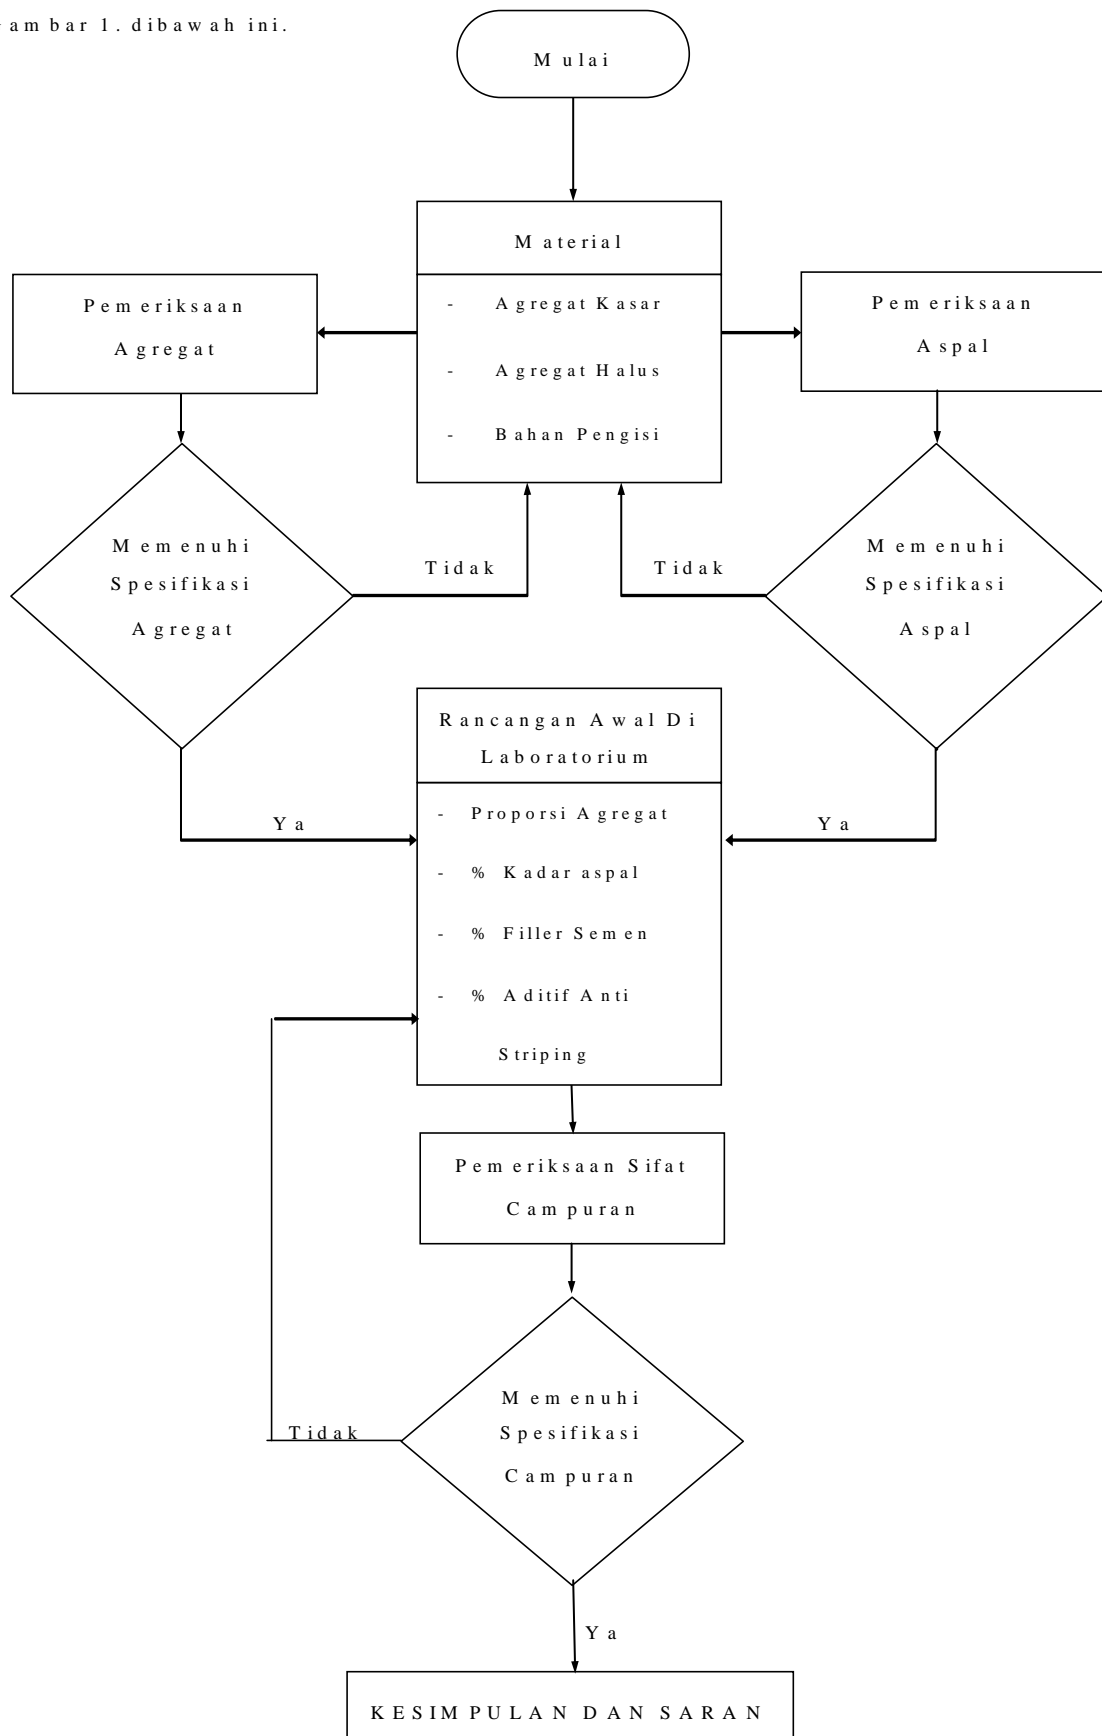 ambar 1. dibawah ini.
Mulai
Material
- Agregat Kasar
- Agregat Halus
- Bahan Pengisi
Pemeriksaan
Agregat
Pemeriksaan
Aspal
Memenuhi
Spesifikasi
Agregat
Tidak
Tidak
Memenuhi
Spesifikasi
Aspal
Rancangan Awal Di
Laboratorium
- Proporsi Agregat
- % Kadar aspal
- % Filler Semen
- % Aditif Anti
Striping
Ya
Ya
Pemeriksaan Sifat
Campuran
Memenuhi
Spesifikasi
Campuran
Tidak
Ya
KESIMPULAN DAN SARAN